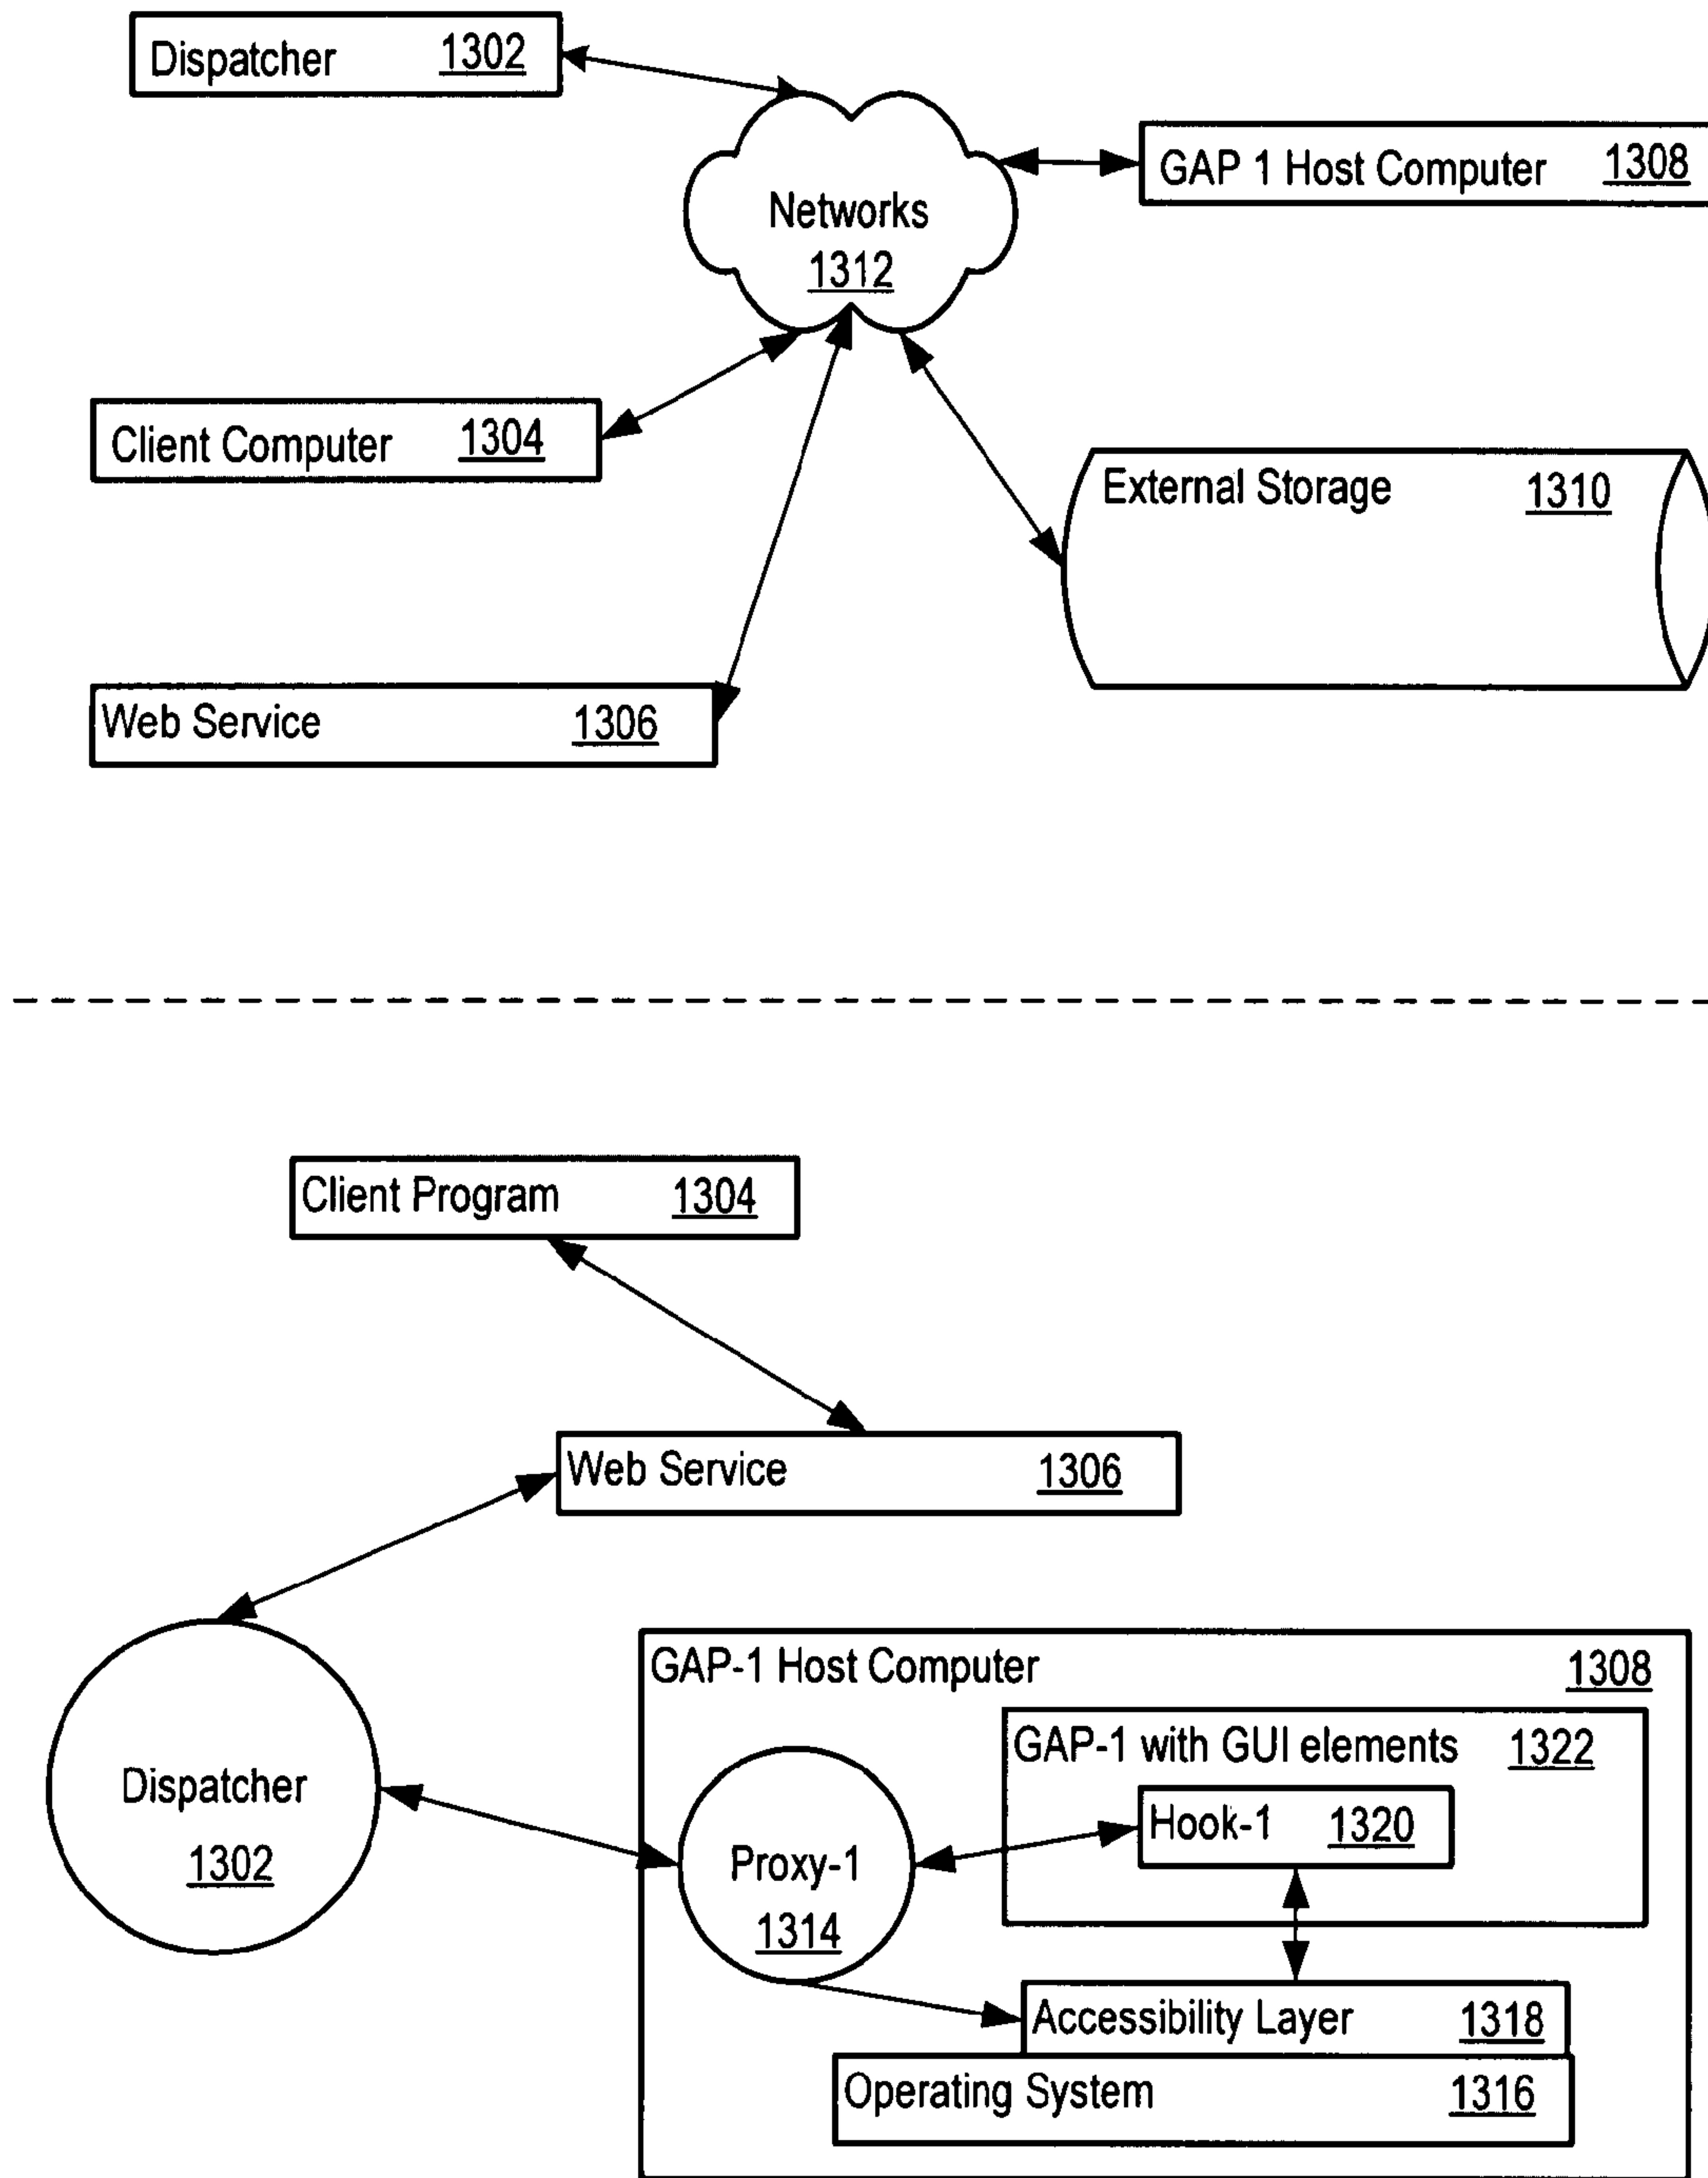 Dispatcher 1302
GAP 1 Host Computer 1308
Networks
1312
Client Computer 1304
External Storage 1310
Web Service 1306
Client Program 1304
Web Service 1306
GAP-1 Host Computer 1308
GAP-1 with GUI elements 1322
Dispatcher
1302
Hook-1 1320
Proxy-1
1314
Accessibility Layer 1318
Operating System 1316